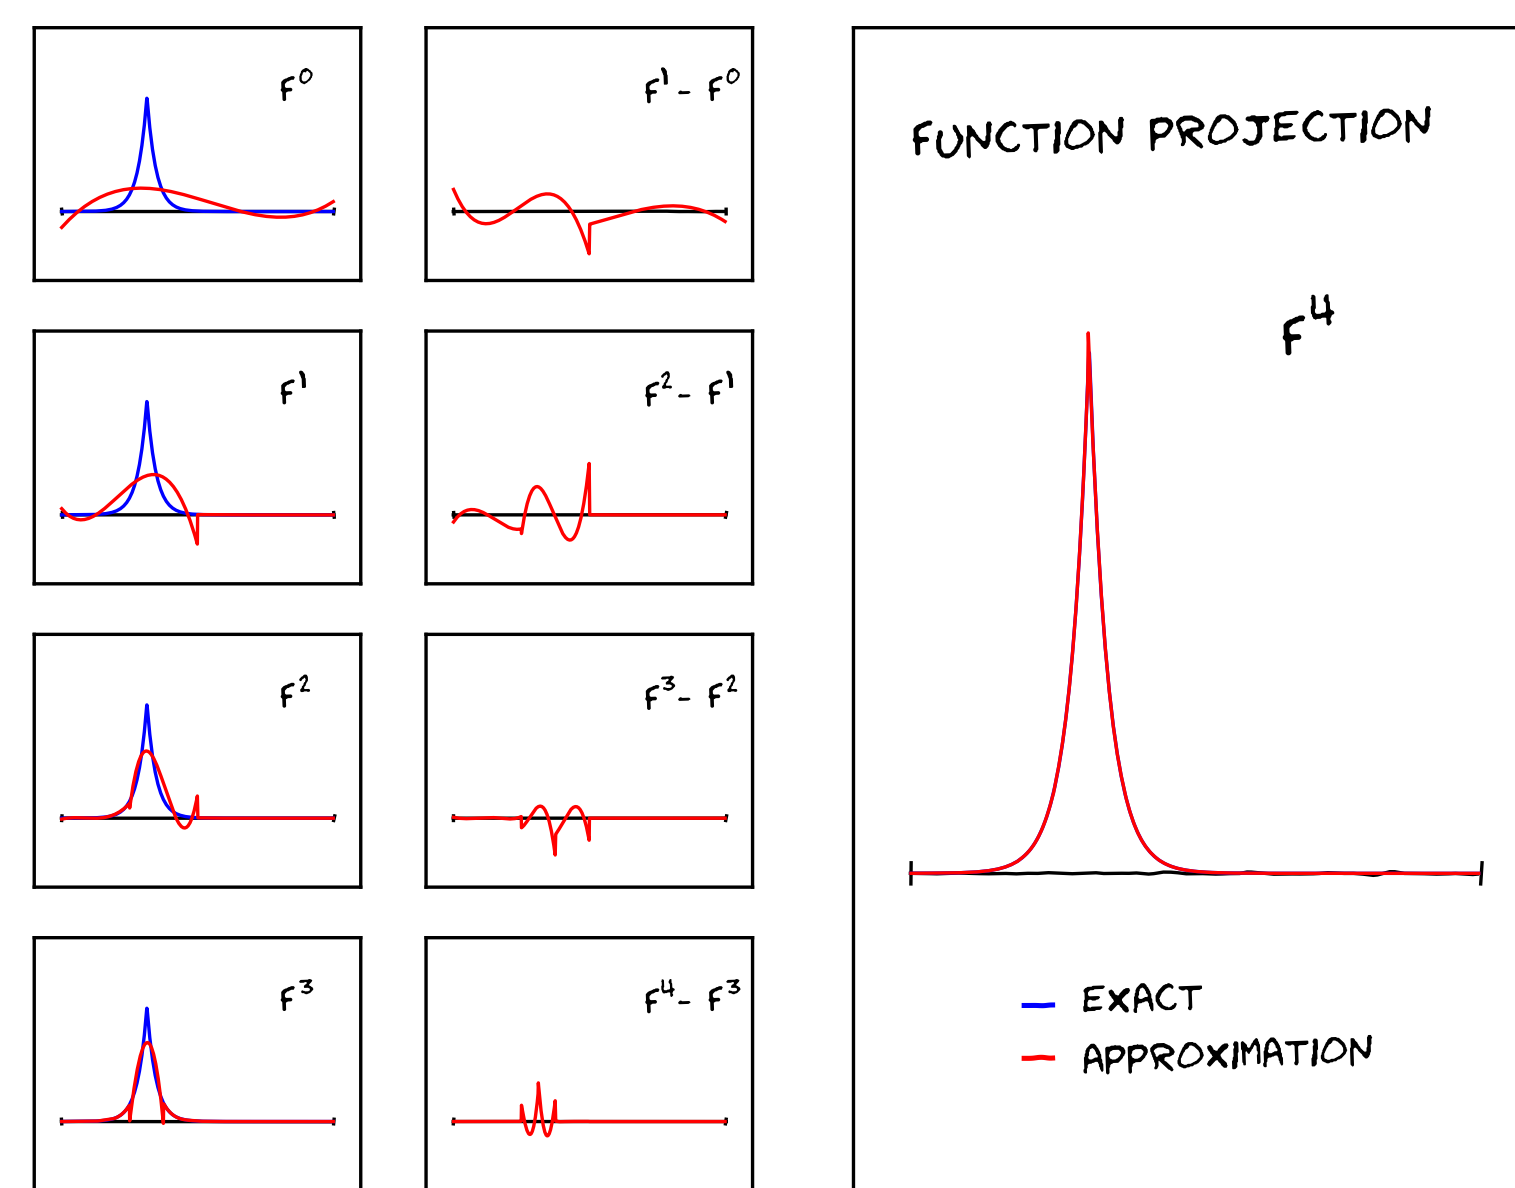 F⁰
F¹ - F⁰
F¹
F² - F¹
F²
F³ - F²
F³
F⁴ - F³
FUNCTION PROJECTION
F⁴
EXACT
APPROXIMATION